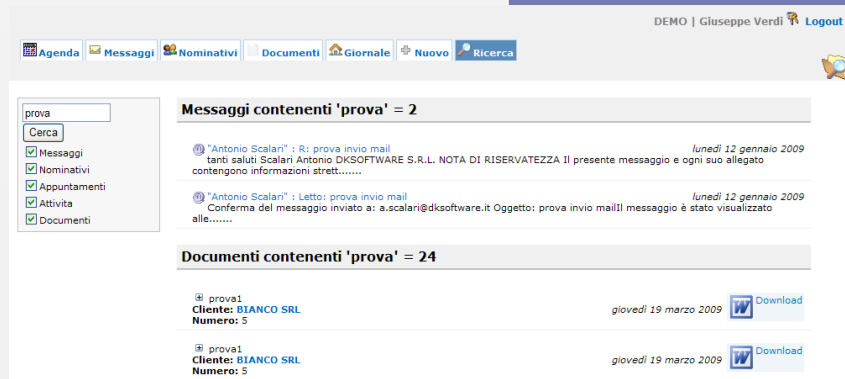 DEMO | Giuseppe Verdi Logout
Agenda Messaggi Nominativi Documenti Giornale Nuovo Ricerca
prova
Cerca
Messaggi
Nominativi
Appuntamenti
Attivita
Documenti
Messaggi contenenti 'prova' = 2
"Antonio Scalari" : R: prova invio mail lunedì 12 gennaio 2009
tanti saluti Scalari Antonio DKSOFTWARE S.R.L. NOTA DI RISERVATEZZA Il presente messaggio e ogni suo allegato
contengono informazioni strett.......
"Antonio Scalari" : Letto: prova invio mail lunedì 12 gennaio 2009
Conferma del messaggio inviato a: a.scalari@dksoftware.it Oggetto: prova invio mailIl messaggio è stato visualizzato
alle.......
Documenti contenenti 'prova' = 24
prova1
Cliente: BIANCO SRL giovedì 19 marzo 2009 Download
Numero: 5
prova1
Cliente: BIANCO SRL giovedì 19 marzo 2009 Download
Numero: 5